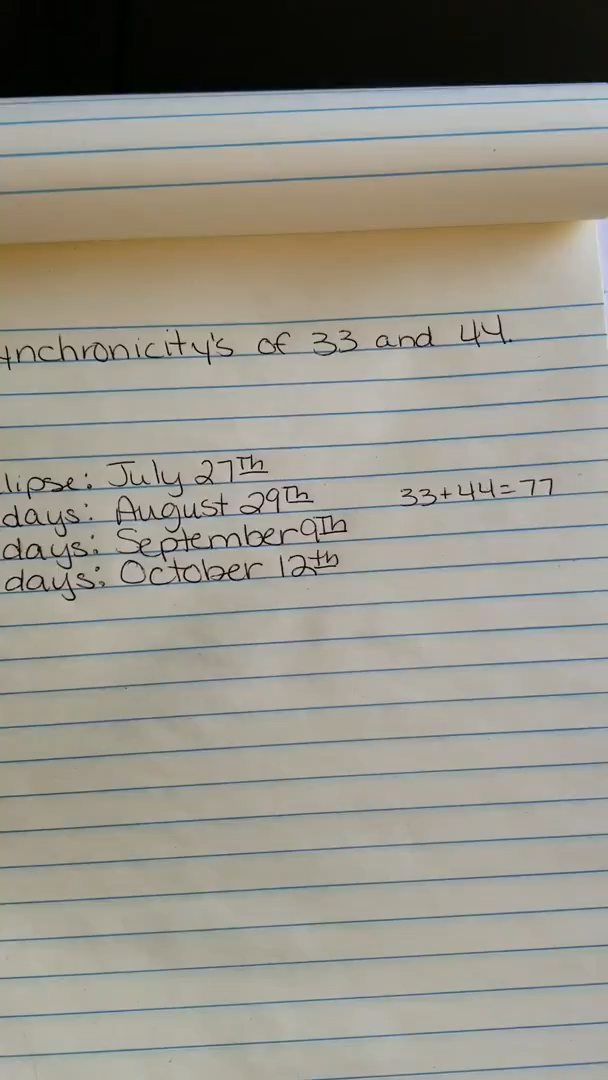 ynchronicity's of 33 and 44.
lipse: July 27Th
days: August 29Th
33+44=77
days: September 9Th
days: October 12th